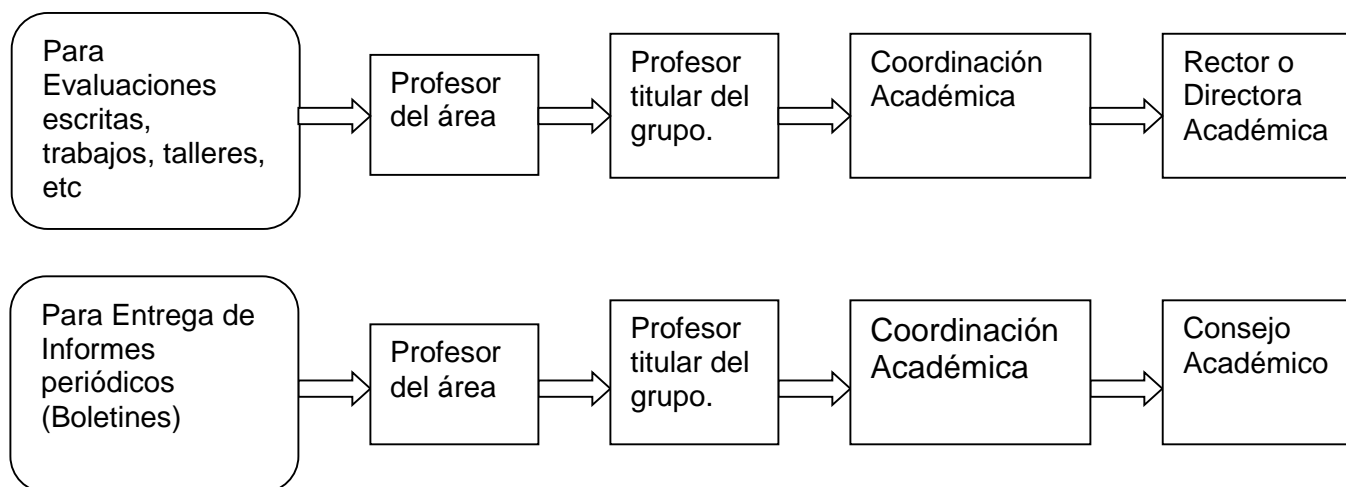 Para
Evaluaciones
escritas,
trabajos, talleres,
etc
Profesor
del área
Profesor
titular del
grupo.
Coordinación
Académica
Rector o
Directora
Académica
Para Entrega de
Informes
periódicos
(Boletines)
Profesor
del área
Profesor
titular del
grupo.
Coordinación
Académica
Consejo
Académico